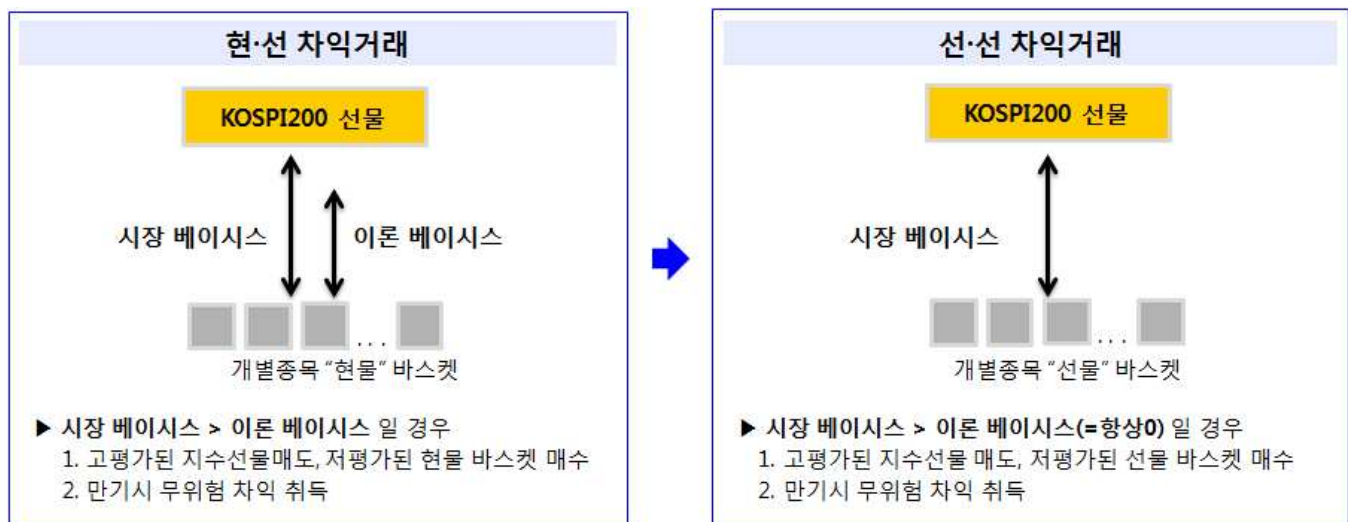 현·선 차익거래
KOSPI200 선물
시장 베이시스
이론 베이시스
...
개별종목 "현물" 바스켓
▶ 시장 베이시스 > 이론 베이시스 일 경우
1. 고평가된 지수선물매도, 저평가된 현물 바스켓 매수
2. 만기시 무위험 차익 취득
선·선 차익거래
KOSPI200 선물
시장 베이시스
...
개별종목 "선물" 바스켓
▶ 시장 베이시스 > 이론 베이시스(=항상0) 일 경우
1. 고평가된 지수선물 매도, 저평가된 선물 바스켓 매수
2. 만기시 무위험 차익 취득